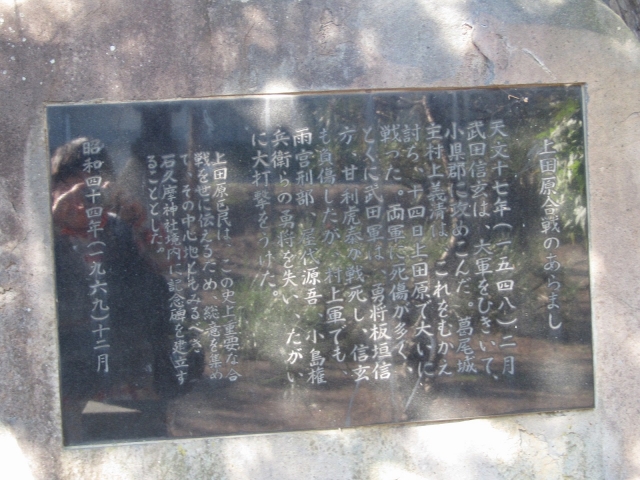 上田原合戦のあらまし
天文十七年(一五四八)、二月
武田信玄は、大軍をひきいて、
小県郡に攻めこんだ。葛尾城
主村上義清は、これをむかえ
討ち、十四日上田原で大いに
戦った。両軍に死傷が多く、
とくに武田軍は、勇将板垣信
方、甘利虎泰が戦死し、信玄
も負傷したが、村上軍でも、
雨宮刑部、屋代源吾、小島権
兵衛らの勇将を失い、たがい
に大打撃をうけた。
上田原区民は、この史上重要な合
戦を世に伝えるため、総意を集め
て、その中心地ともみるべき
石久摩神社境内に記念碑を建立す
ることとした。
昭和四十四年(一九六九)十二月